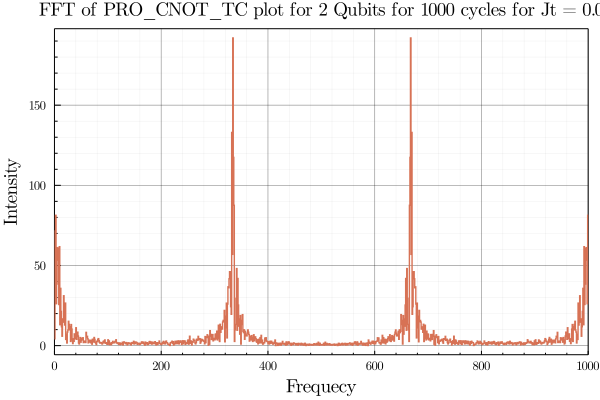 FFT of PRO_CNOT_TC plot for 2 Qubits for 1000 cycles for Jt = 0.0
Intensity
150
100
50
0
0 200 400 600 800 1000
Frequecy